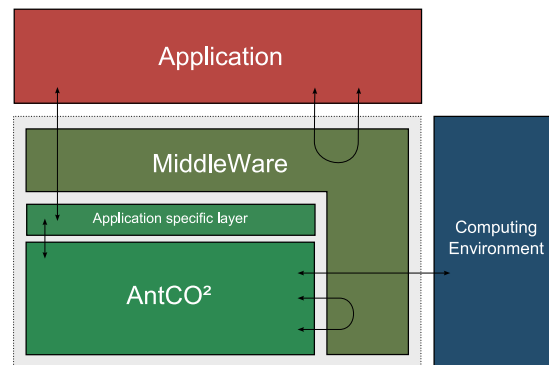 Application
MiddleWare
Application specific layer
AntCO²
Computing
Environment